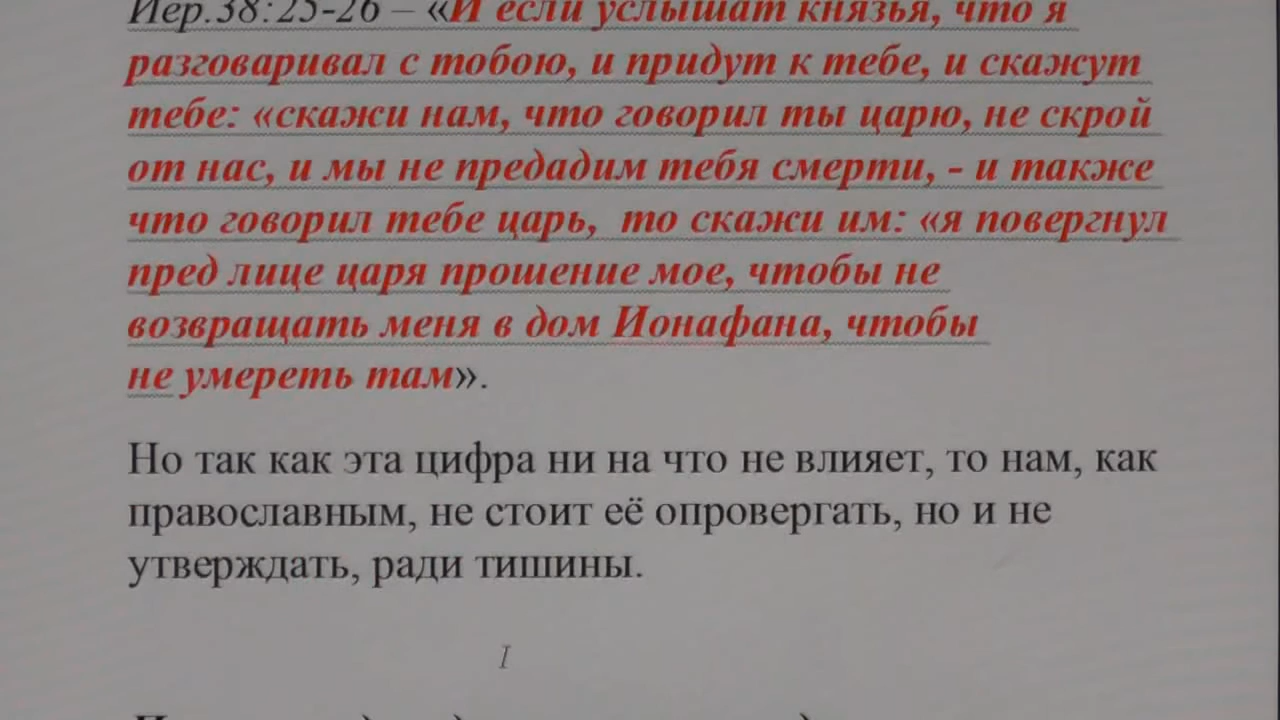 Иер.38:25-26 – «И если услышат князья, что я
разговаривал с тобою, и придут к тебе, и скажут
тебе: «скажи нам, что говорил ты царю, не скрой
от нас, и мы не предадим тебя смерти, - и также
что говорил тебе царь,  то скажи им: «я повергнул
пред лице царя прошение мое, чтобы не
возвращать меня в дом Ионафана, чтобы
не умереть там».
Но так как эта цифра ни на что не влияет, то нам, как
православным, не стоит её опровергать, но и не
утверждать, ради тишины.